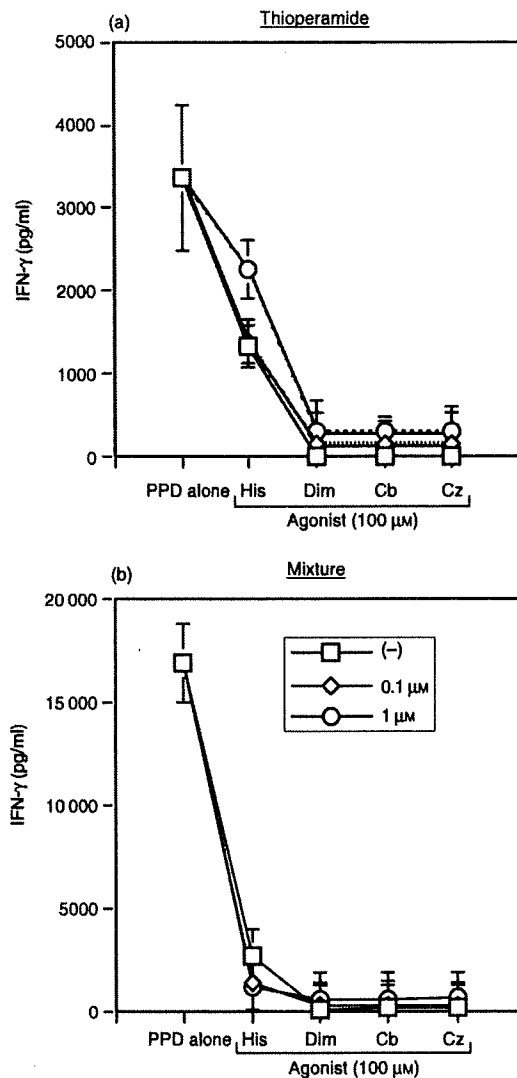 (a)
Thioperamide
5000
4000
3000
2000
1000
0
IFN-γ (pg/ml)
PPD alone
His
Dim
Cb
Cz
Agonist (100 μM)
(b)
Mixture
20 000
15 000
10 000
5000
0
IFN-γ (pg/ml)
(–)
0.1 μM
1 μM
PPD alone
His
Dim
Cb
Cz
Agonist (100 μM)